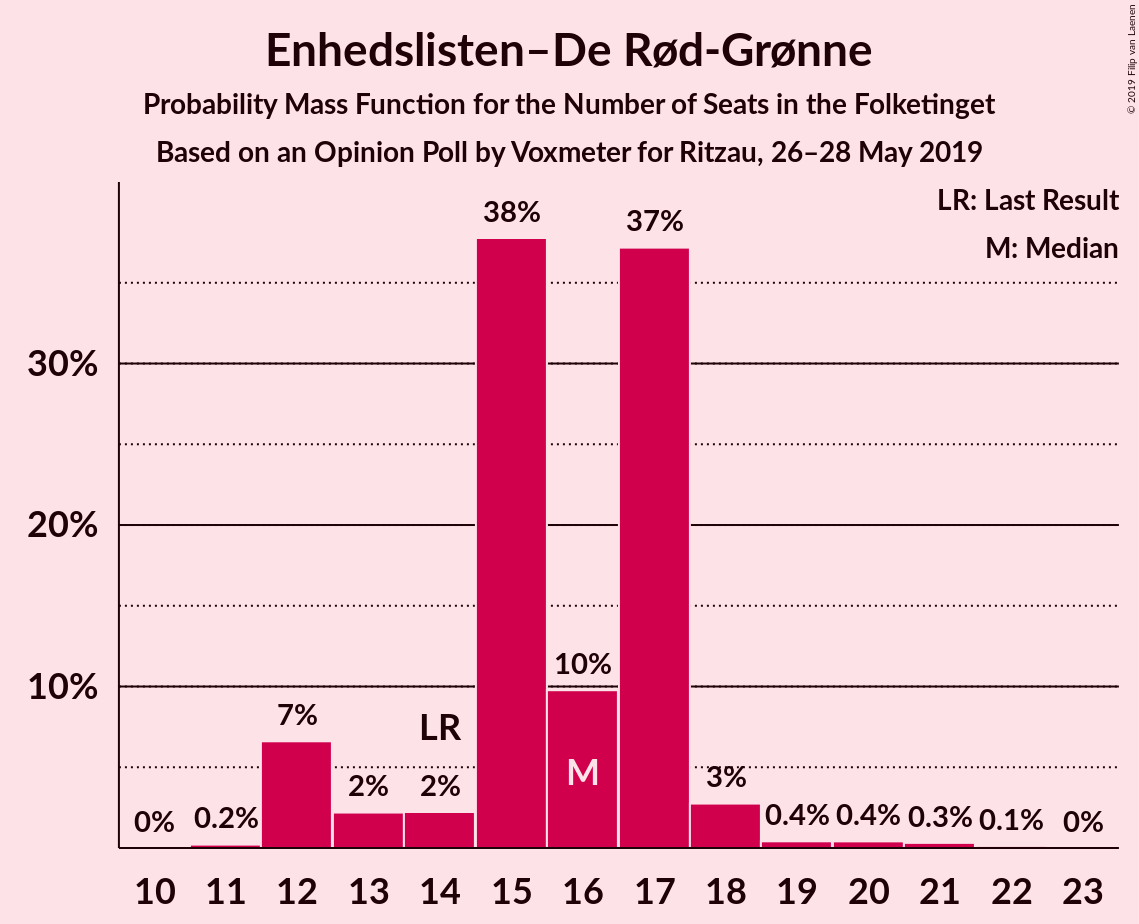 Enhedslisten–De Rød-Grønne
Probability Mass Function for the Number of Seats in the Folketinget
Based on an Opinion Poll by Voxmeter for Ritzau, 26–28 May 2019
© 2019 Filip van Laenen
LR: Last Result
M: Median
38%
37%
30%
20%
10%
10%
7%
LR
M
2%
2%
3%
0%
0.2%
0.4%
0.4%
0.3%
0.1%
0%
10 11 12 13 14 15 16 17 18 19 20 21 22 23